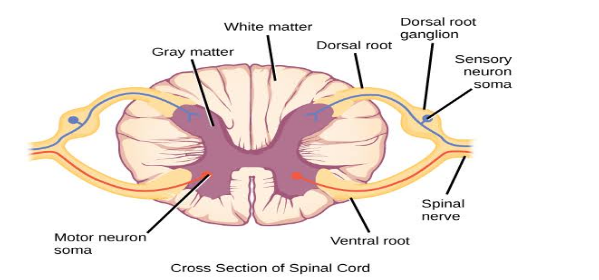 White matter
Gray matter
Dorsal root
Dorsal root
ganglion
Sensory
neuron
soma
Spinal
nerve
Ventral root
Motor neuron
soma
Cross Section of Spinal Cord